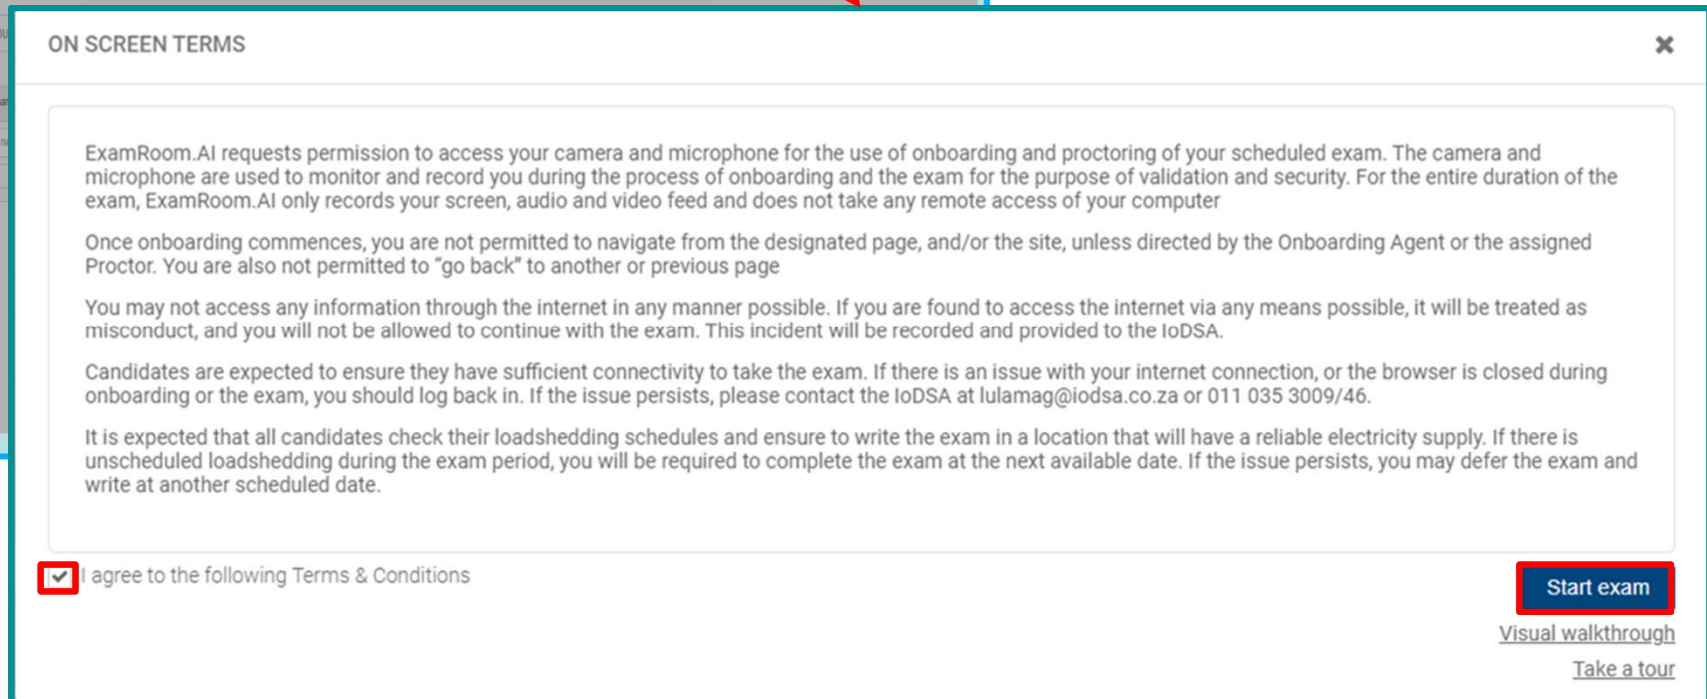 ON SCREEN TERMS
ExamRoom.AI requests permission to access your camera and microphone for the use of onboarding and proctoring of your scheduled exam. The camera and
microphone are used to monitor and record you during the process of onboarding and the exam for the purpose of validation and security. For the entire duration of the
exam, ExamRoom.AI only records your screen, audio and video feed and does not take any remote access of your computer
Once onboarding commences, you are not permitted to navigate from the designated page, and/or the site, unless directed by the Onboarding Agent or the assigned
Proctor. You are also not permitted to “go back” to another or previous page
You may not access any information through the internet in any manner possible. If you are found to access the internet via any means possible, it will be treated as
misconduct, and you will not be allowed to continue with the exam. This incident will be recorded and provided to the IoDSA.
Candidates are expected to ensure they have sufficient connectivity to take the exam. If there is an issue with your internet connection, or the browser is closed during
onboarding or the exam, you should log back in. If the issue persists, please contact the IoDSA at lulamag@iodsa.co.za or 011 035 3009/46.
It is expected that all candidates check their loadshedding schedules and ensure to write the exam in a location that will have a reliable electricity supply. If there is
unscheduled loadshedding during the exam period, you will be required to complete the exam at the next available date. If the issue persists, you may defer the exam and
write at another scheduled date.
I agree to the following Terms & Conditions
Start exam
Visual walkthrough
Take a tour